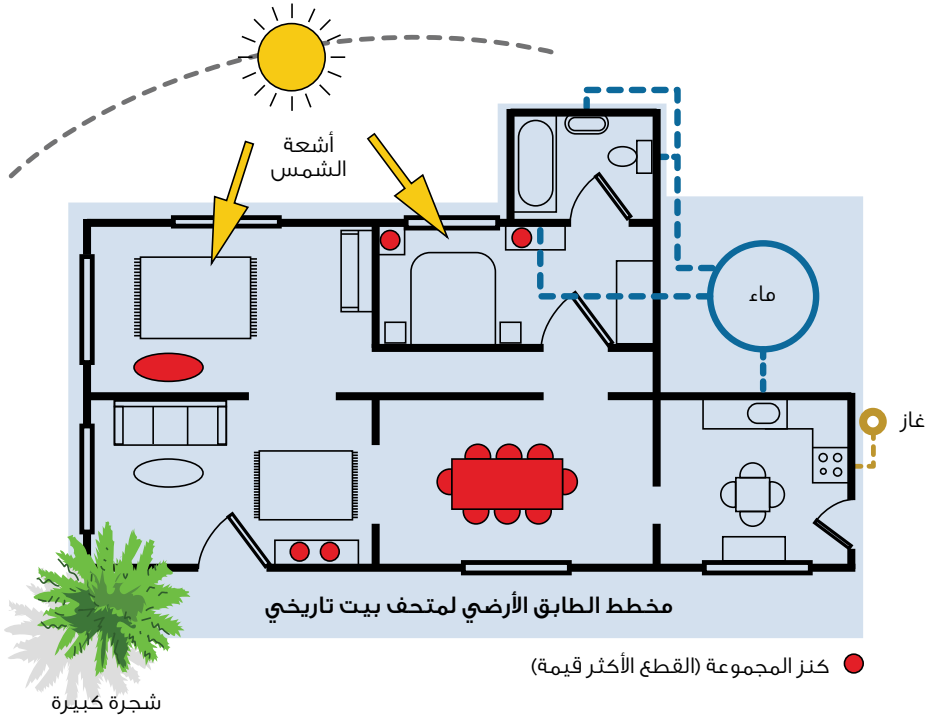 أشعة
الشمس
ماء
غاز
مخطط الطابق الأرضي لمتحف بيت تاريخي
كنز المجموعة (القطع الأكثر قيمة)
شجرة كبيرة